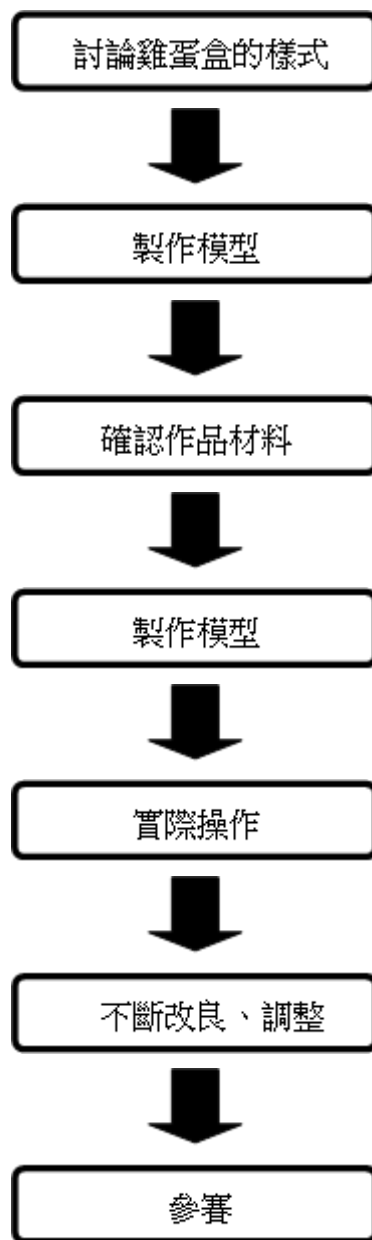 討論雞蛋盒的樣式
製作模型
確認作品材料
製作模型
實際操作
不斷改良、調整
參賽